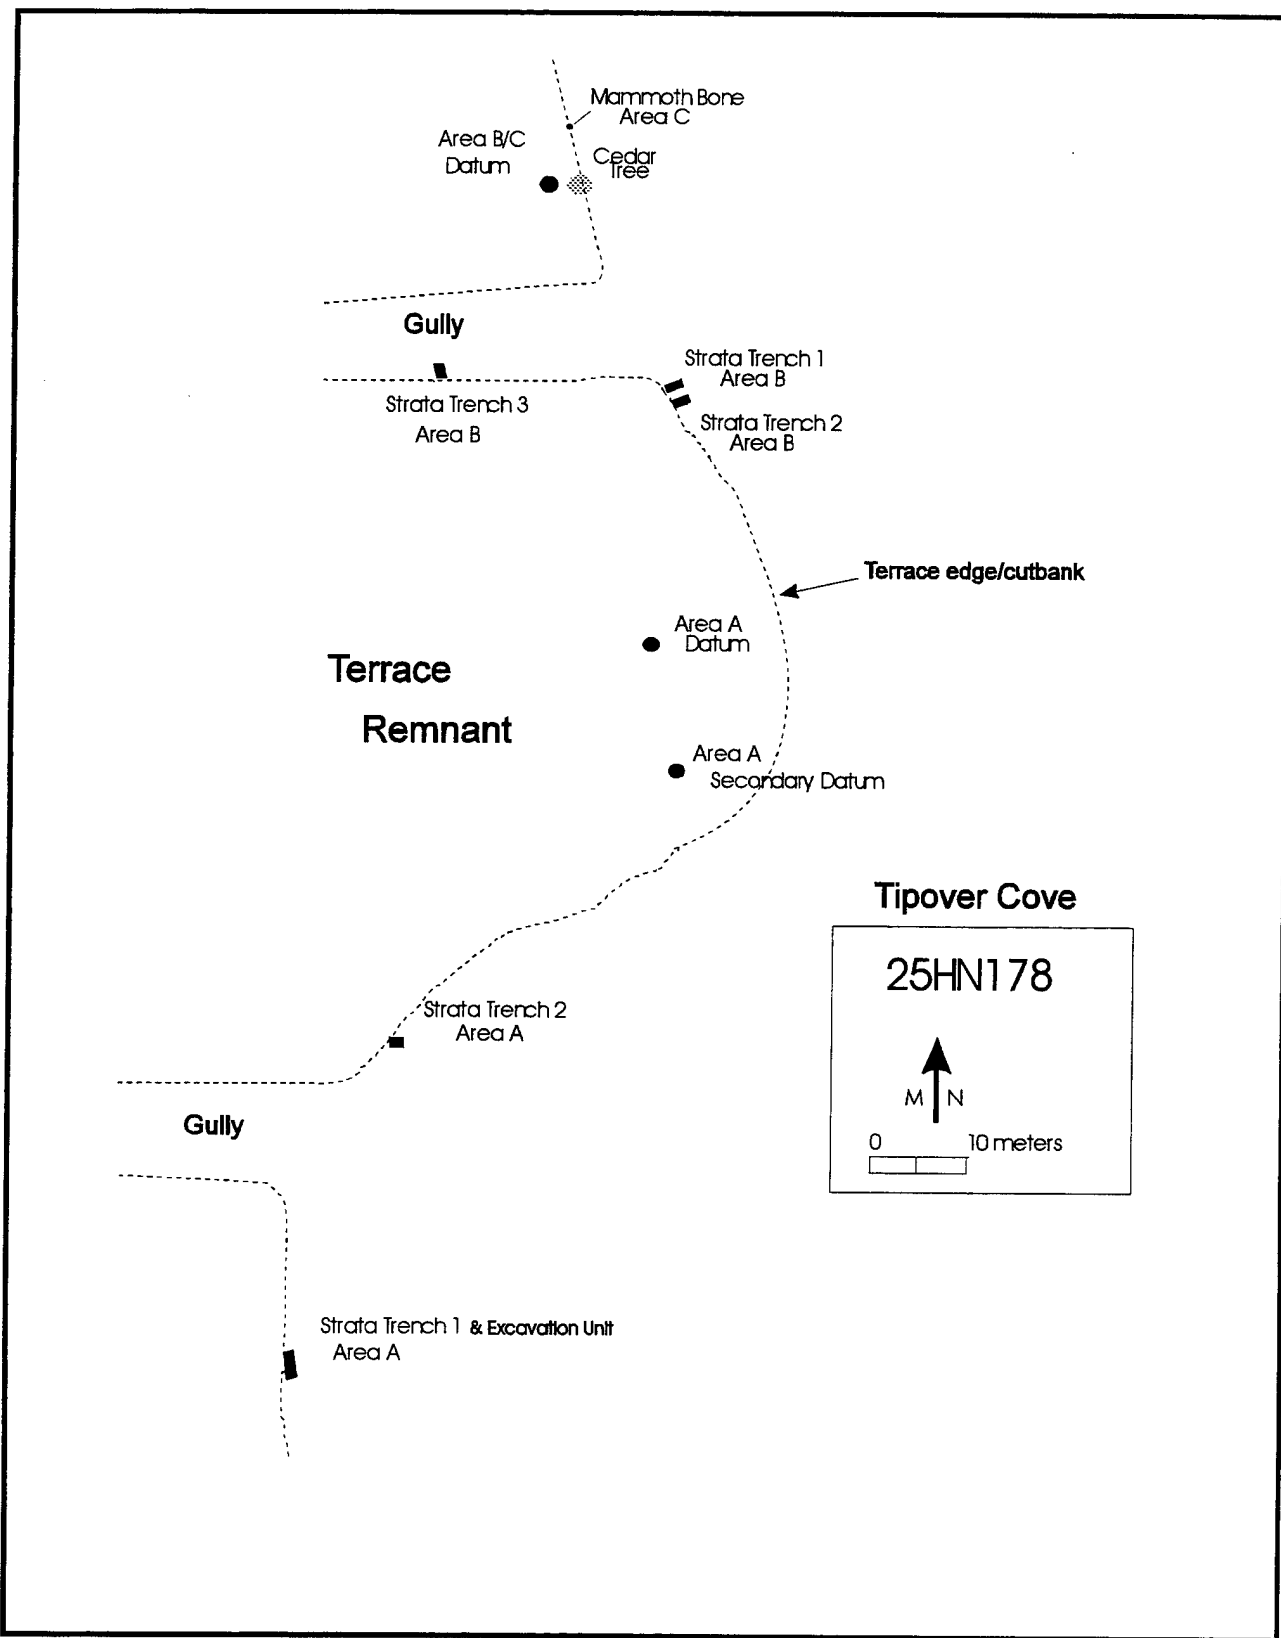 Mammoth Bone
Area C
Area B/C
Datum
Cedar
Tree
Gully
Strata Trench 1
Area B
Strata Trench 3
Area B
Strata Trench 2
Area B
Terrace edge/cutbank
Area A
Datum
Terrace
Remnant
Area A
Secondary Datum
Tipover Cove
25HN178
M N
0 10 meters
Strata Trench 2
Area A
Gully
Strata Trench 1 & Excavation Unit
Area A